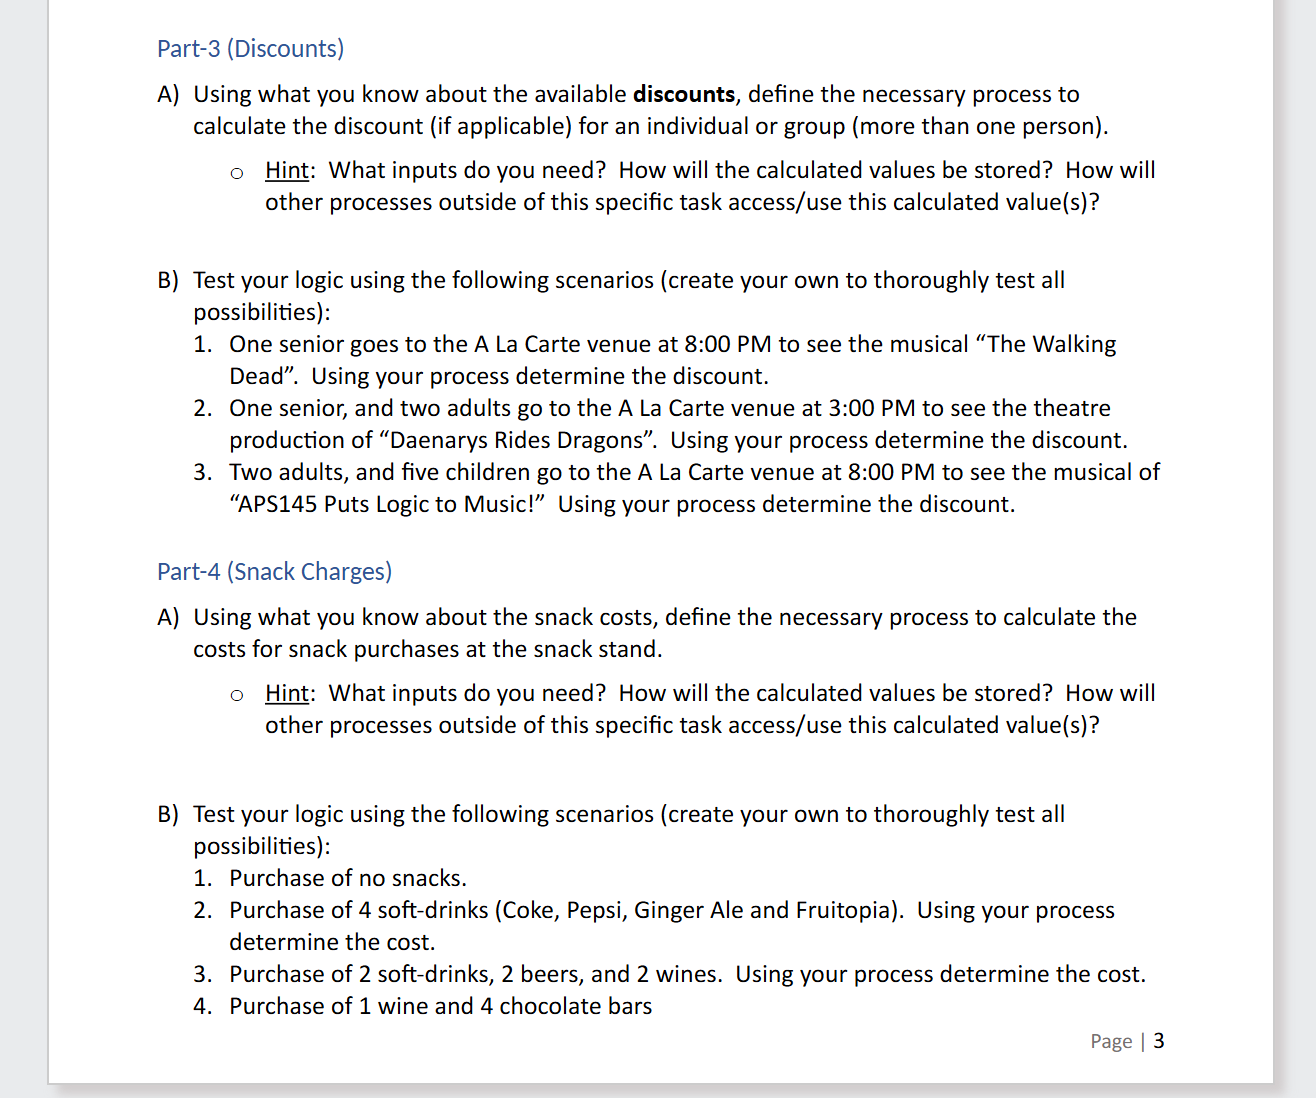 Part-3 (Discounts)
A) Using what you know about the available discounts, define the necessary process to
calculate the discount (if applicable) for an individual or group (more than one person).
o Hint: What inputs do you need? How will the calculated values be stored? How will
other processes outside of this specific task access/use this calculated value(s)?
B) Test your logic using the following scenarios (create your own to thoroughly test all
possibilities):
1. One senior goes to the A La Carte venue at 8:00 PM to see the musical “The Walking
Dead”. Using your process determine the discount.
2. One senior, and two adults go to the A La Carte venue at 3:00 PM to see the theatre
production of “Daenarys Rides Dragons”. Using your process determine the discount.
3. Two adults, and five children go to the A La Carte venue at 8:00 PM to see the musical of
“APS145 Puts Logic to Music!” Using your process determine the discount.
Part-4 (Snack Charges)
A) Using what you know about the snack costs, define the necessary process to calculate the
costs for snack purchases at the snack stand.
o Hint: What inputs do you need? How will the calculated values be stored? How will
other processes outside of this specific task access/use this calculated value(s)?
B) Test your logic using the following scenarios (create your own to thoroughly test all
possibilities):
1. Purchase of no snacks.
2. Purchase of 4 soft-drinks (Coke, Pepsi, Ginger Ale and Fruitopia). Using your process
determine the cost.
3. Purchase of 2 soft-drinks, 2 beers, and 2 wines. Using your process determine the cost.
4. Purchase of 1 wine and 4 chocolate bars
Page | 3